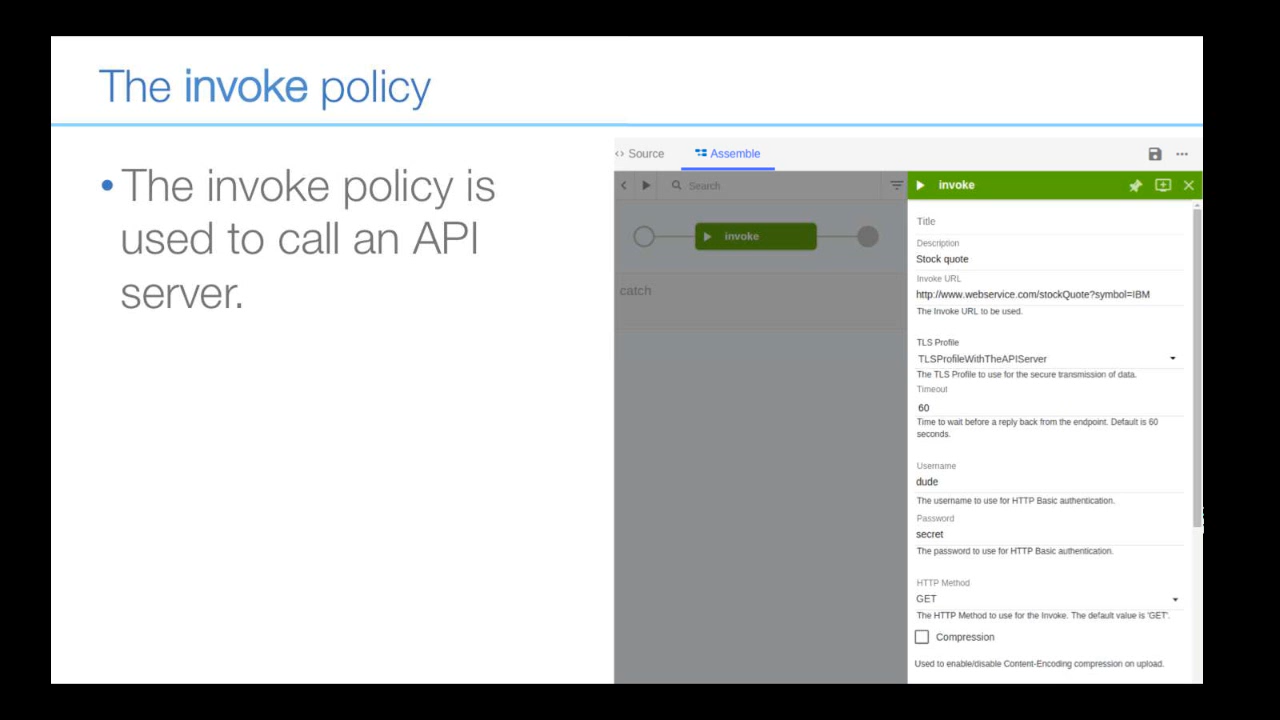 The invoke policy
•The invoke policy is
used to call an API
server.
Source
Assemble
Search
invoke
catch
invoke
Title
Description
Stock quote
Invoke URL
http://www.webservice.com/stockQuote?symbol=IBM
The Invoke URL to be used.
TLS Profile
TLSProfileWithTheAPIServer
The TLS Profile to use for the secure transmission of data.
Timeout
60
Time to wait before a reply back from the endpoint. Default is 60
seconds.
Username
dude
The username to use for HTTP Basic authentication.
Password
secret
The password to use for HTTP Basic authentication.
HTTP Method
GET
The HTTP Method to use for the Invoke. The default value is 'GET'.
Compression
Used to enable/disable Content-Encoding compression on upload.